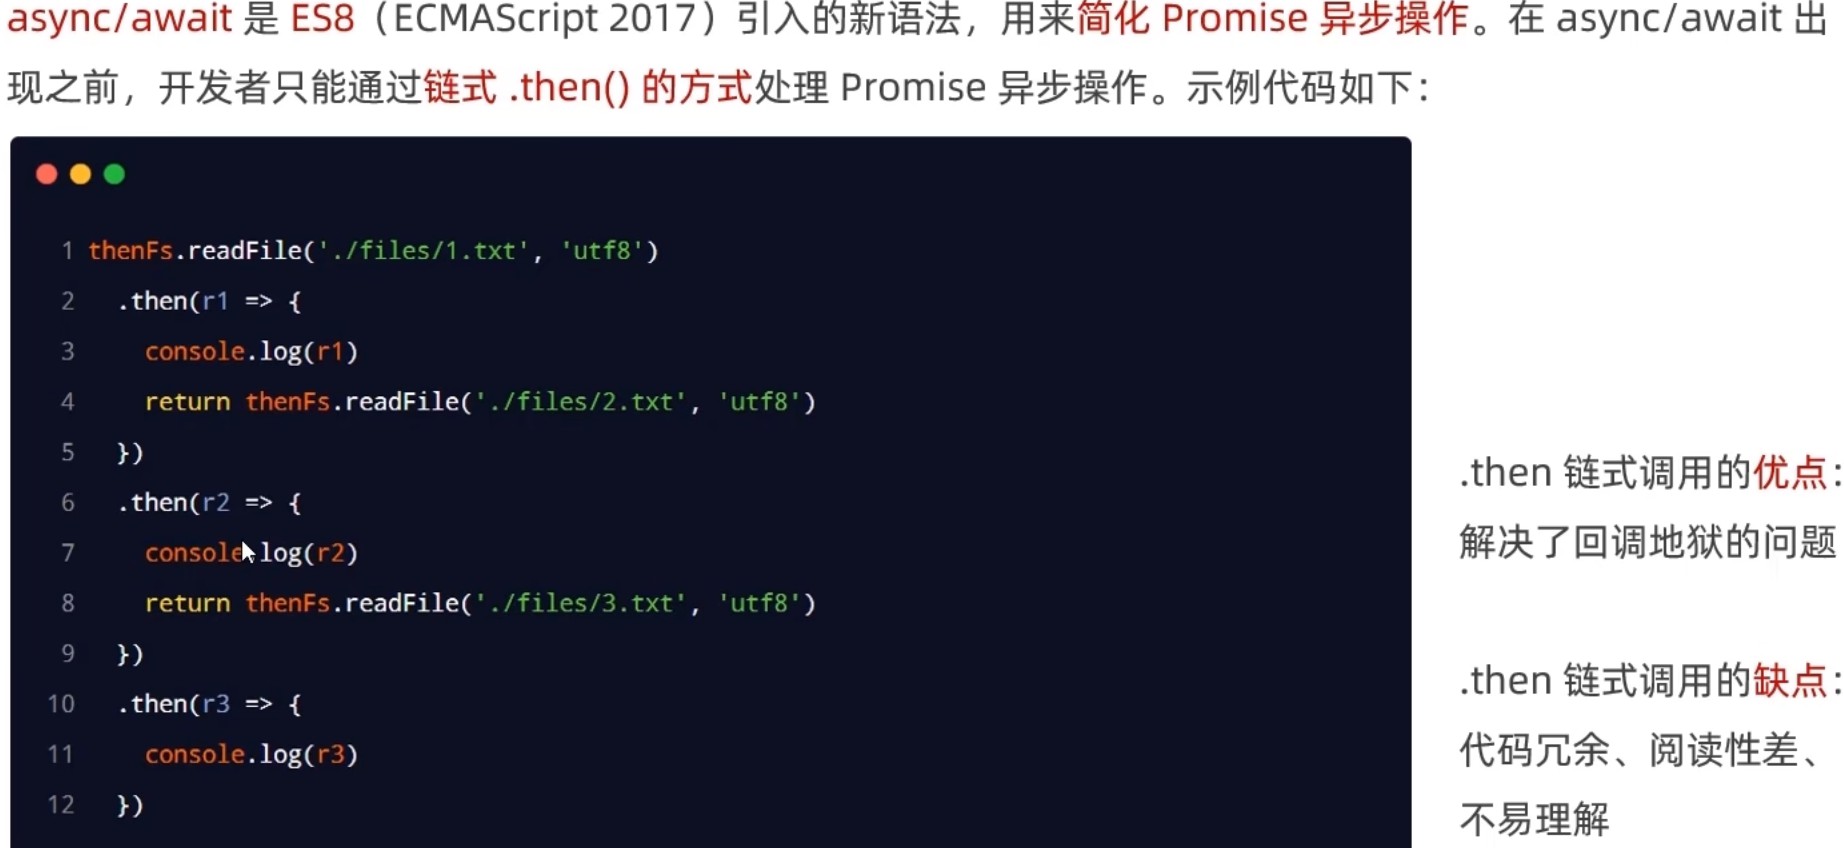 async/await 是 ES8（ECMAScript 2017）引入的新语法，用来简化 Promise 异步操作。在 async/await 出
现之前，开发者只能通过链式 .then() 的方式处理 Promise 异步操作。示例代码如下：
1 thenFs.readFile('./files/1.txt', 'utf8')
2 .then(r1 => {
3 console.log(r1)
4 return thenFs.readFile('./files/2.txt', 'utf8')
5 })
6 .then(r2 => {
7 console.log(r2)
8 return thenFs.readFile('./files/3.txt', 'utf8')
9 })
10 .then(r3 => {
11 console.log(r3)
12 })
.then 链式调用的优点：
解决了回调地狱的问题
.then 链式调用的缺点：
代码冗余、阅读性差、
不易理解